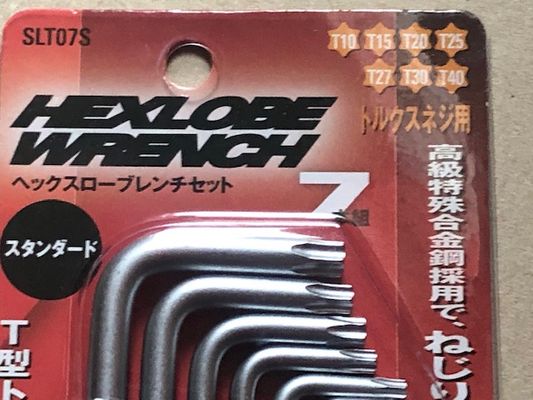 SLT07S
T10 T15 T20 T25
T27 T30 T40
トルクスネジ用
HEXLOBE
WRENCH
ヘックスローブレンチセット
7本組
スタンダード
高級特殊合金鋼採用で、ねじり
T型ト